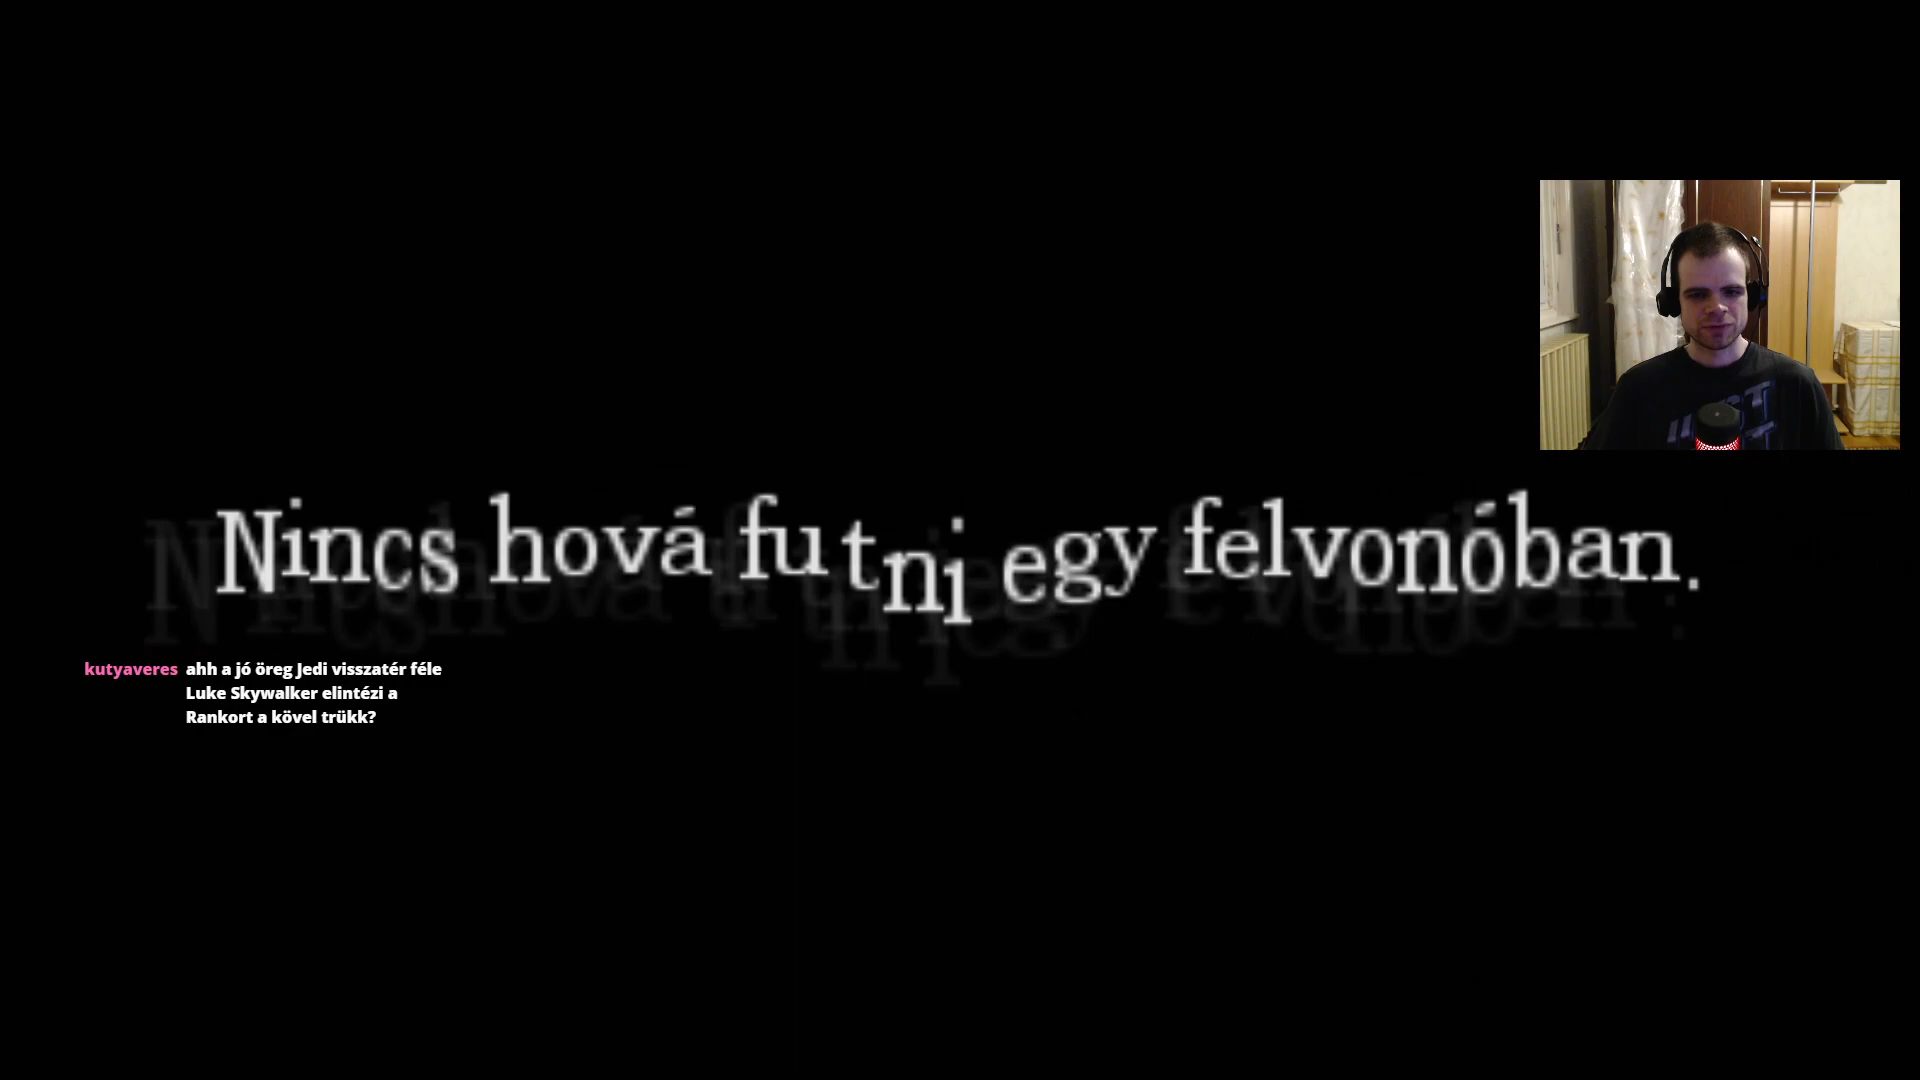 Nincs hová futni egy felvonóban.
kutyaveres ahh a jó öreg Jedi visszatér féle
Luke Skywalker elintézi a
Rankort a kövel trükk?